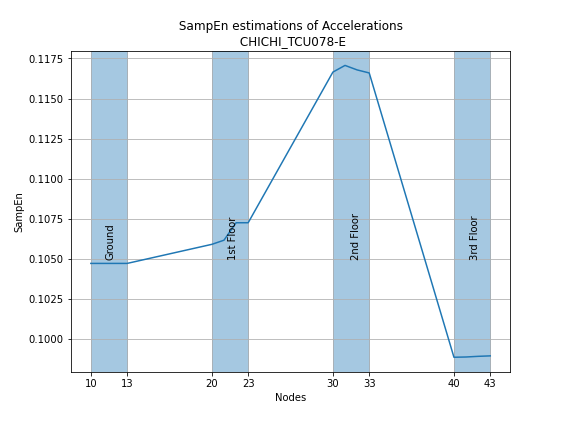 SampEn estimations of Accelerations
CHICHI_TCU078-E
0.1175
0.1150
0.1125
0.1100
0.1075
0.1050
0.1025
0.1000
SampEn
Ground
1st Floor
2nd Floor
3rd Floor
10 13 20 23 30 33 40 43
Nodes